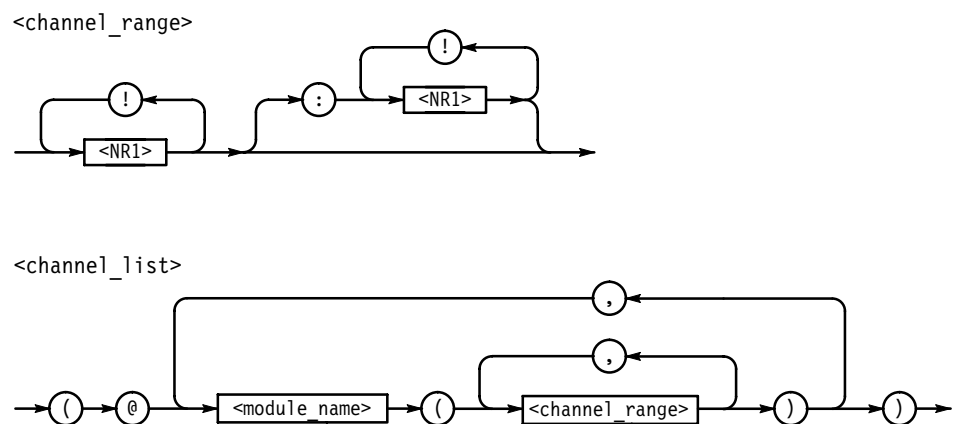 <channel_range>
!
!
<NR1>
:
<NR1>
<channel_list>
,
,
( @ <module_name> ( <channel_range> ) )